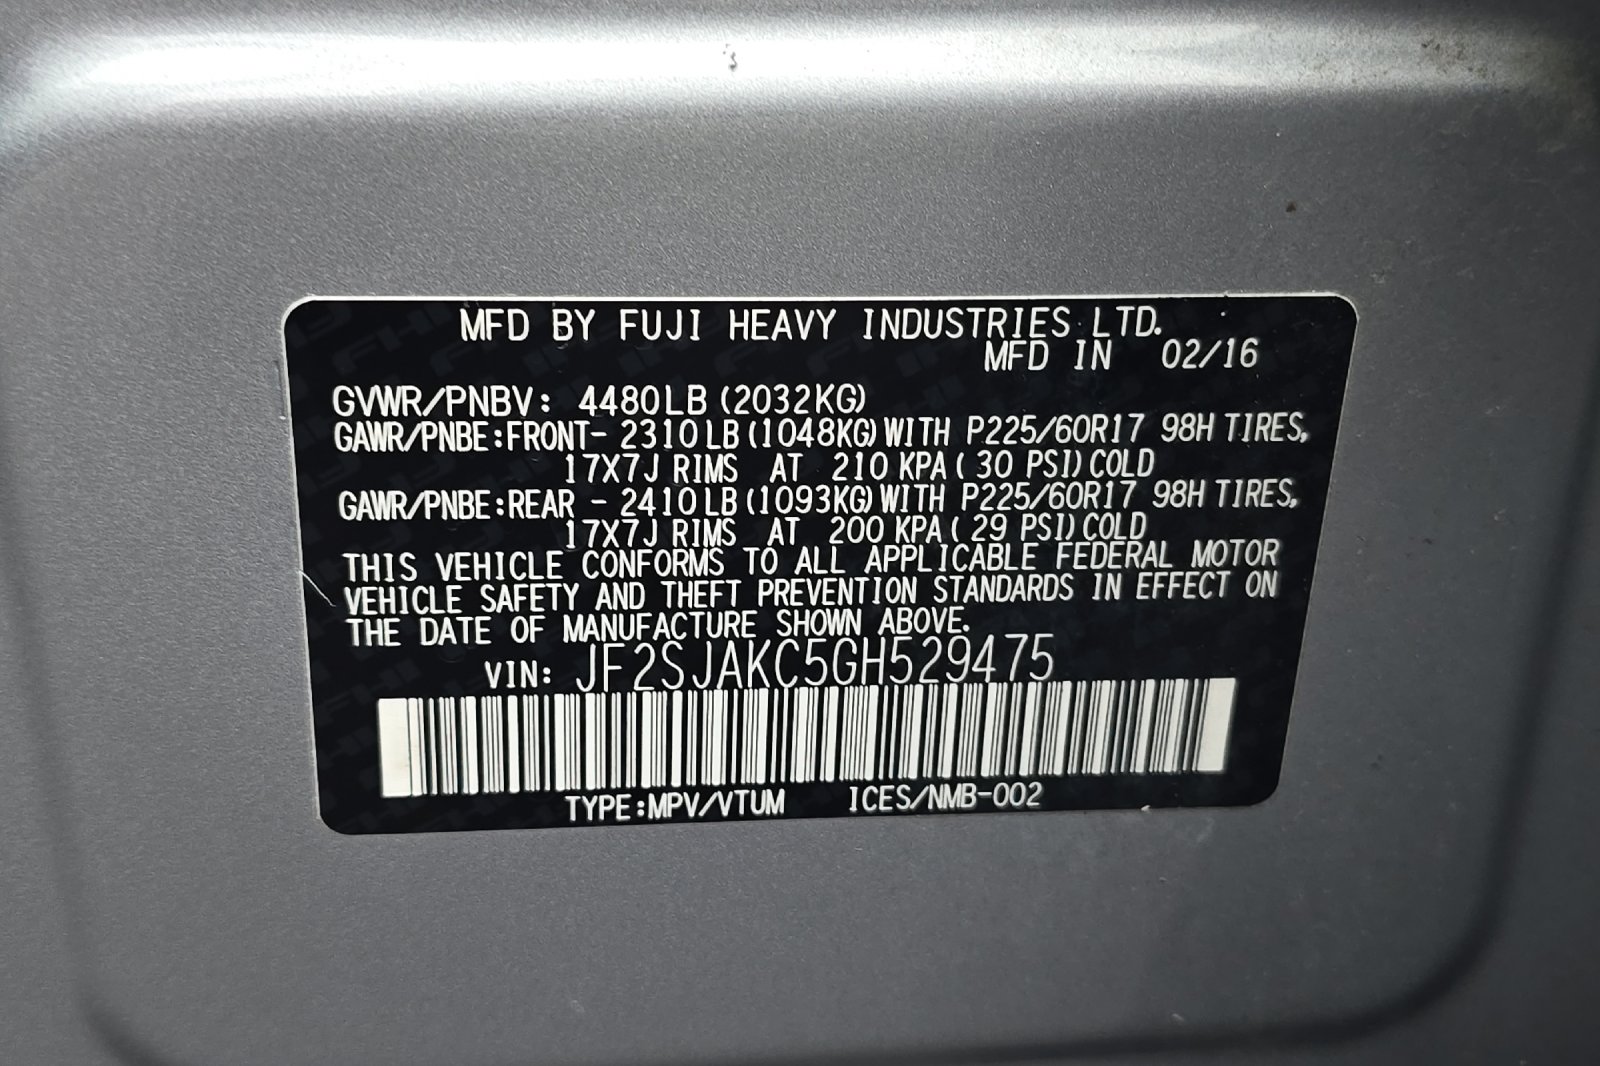 MFD BY FUJI HEAVY INDUSTRIES LTD.
MFD IN 02/16
GVWR/PNBV: 4480LB (2032KG)
GAWR/PNBE:FRONT- 2310LB (1048KG) WITH P225/60R17 98H TIRES,
17X7J RIMS AT 210 KPA ( 30 PSI) COLD
GAWR/PNBE:REAR - 2410LB (1093KG) WITH P225/60R17 98H TIRES,
17X7J RIMS AT 200 KPA ( 29 PSI) COLD
THIS VEHICLE CONFORMS TO ALL APPLICABLE FEDERAL MOTOR
VEHICLE SAFETY AND THEFT PREVENTION STANDARDS IN EFFECT ON
THE DATE OF MANUFACTURE SHOWN ABOVE.
VIN: JF2SJAKC5GH529475
TYPE:MPV/VTUM ICES/NMB-002